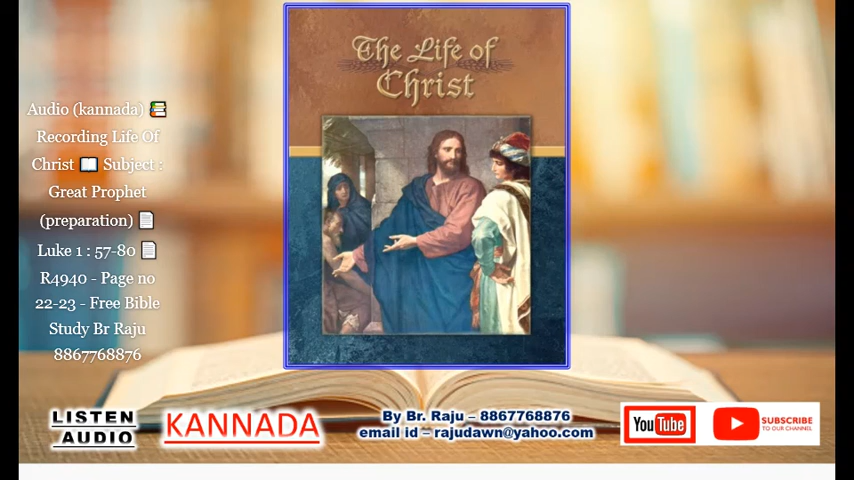 The Life of
Christ
Audio (kannada) 📚
Recording Life Of
Christ 📖 Subject :
Great Prophet
(preparation) 📄
Luke 1 : 57-80 📄
R4940 - Page no
22-23 - Free Bible
Study Br Raju
8867768876
LISTEN
AUDIO
KANNADA
By Br. Raju – 8867768876
email id – rajudawn@yahoo.com
YouTube
SUBSCRIBE
TO OUR CHANNEL